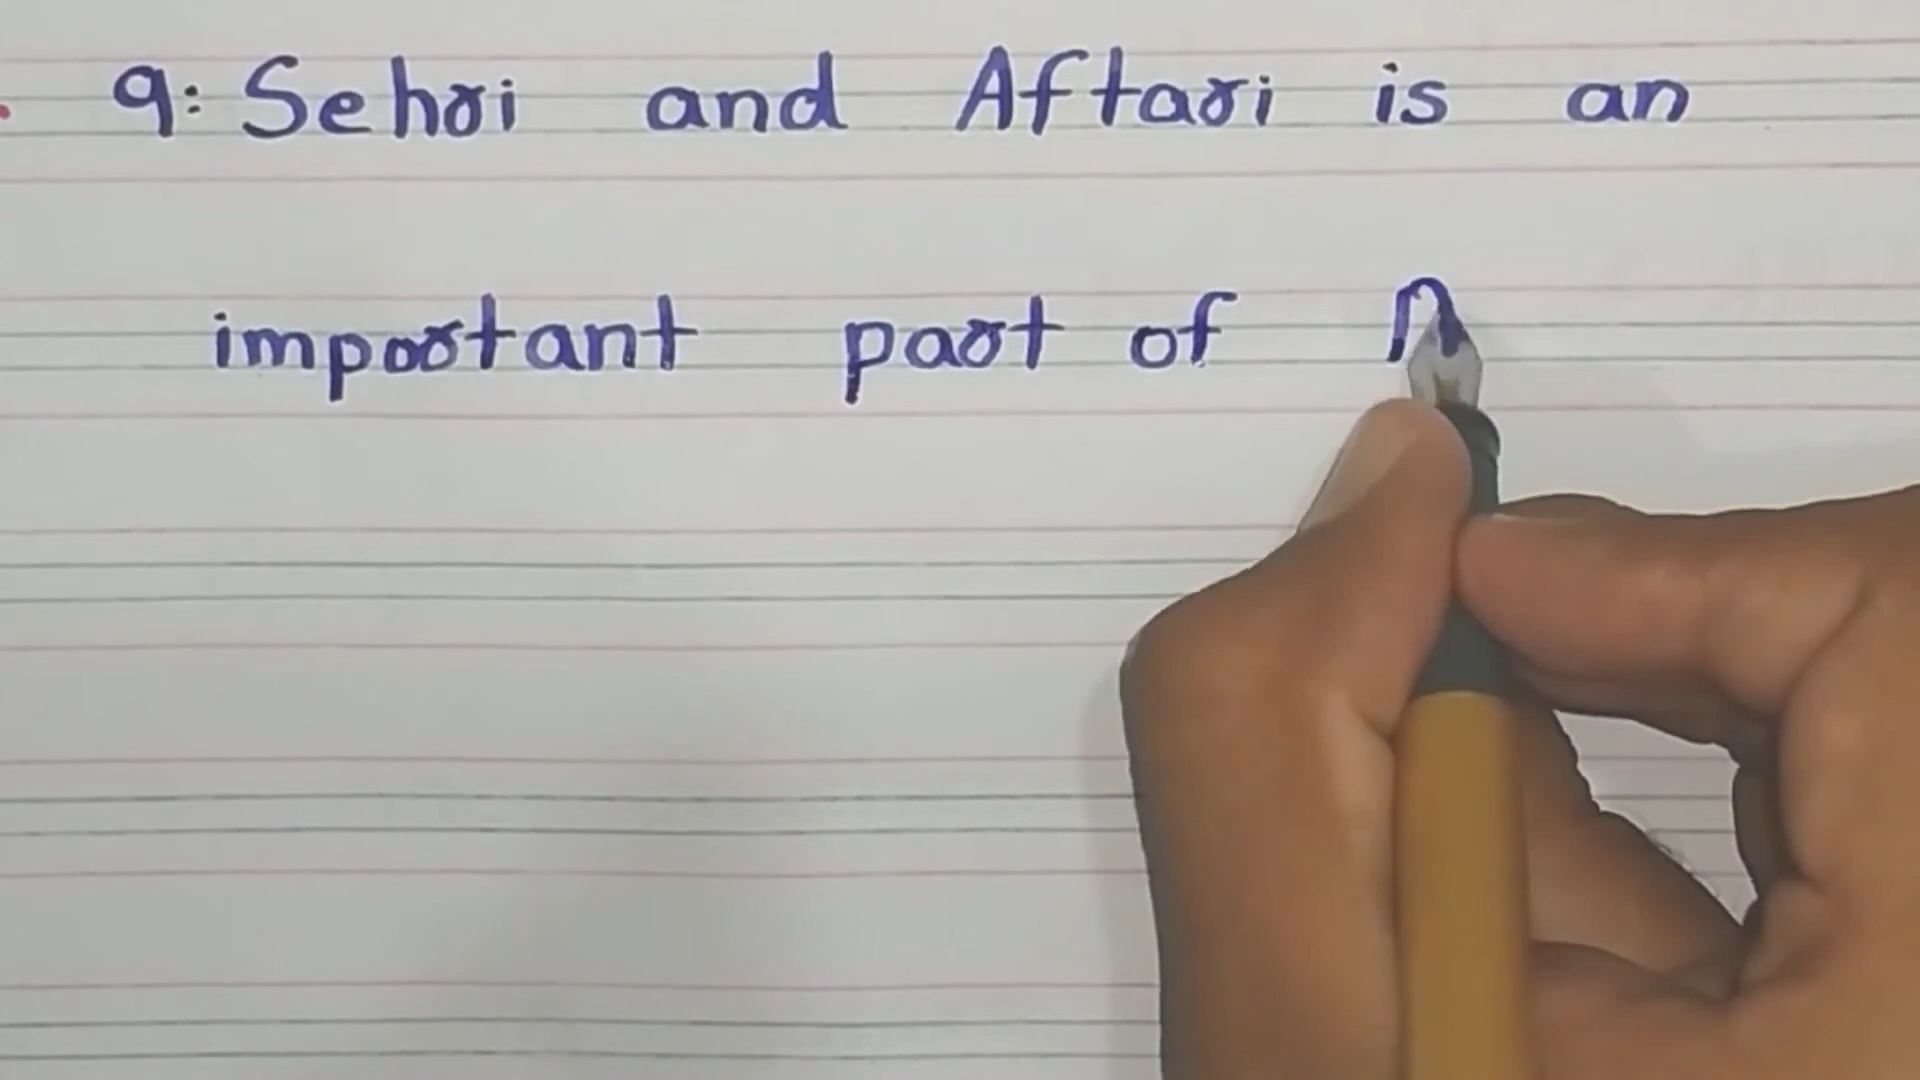 9: Sehri and Aftari is an
important part of